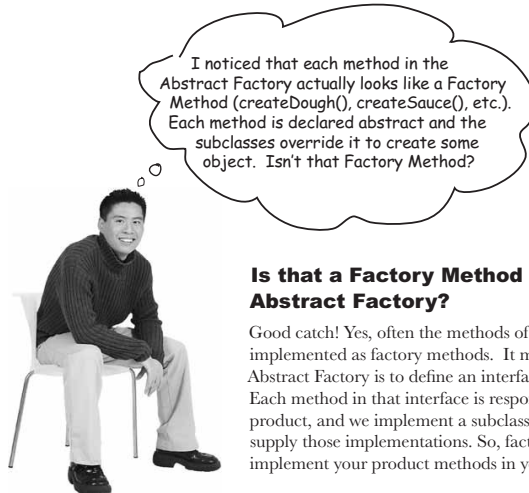 I noticed that each method in the
Abstract Factory actually looks like a Factory
Method (createDough(), createSauce(), etc.).
Each method is declared abstract and the
subclasses override it to create some
object. Isn't that Factory Method?
Is that a Factory Method
Abstract Factory?
Good catch! Yes, often the methods of
implemented as factory methods. It
Abstract Factory is to define an
Each method in that interface is
product, and we implement a
supply those implementations. So,
implement your product methods in